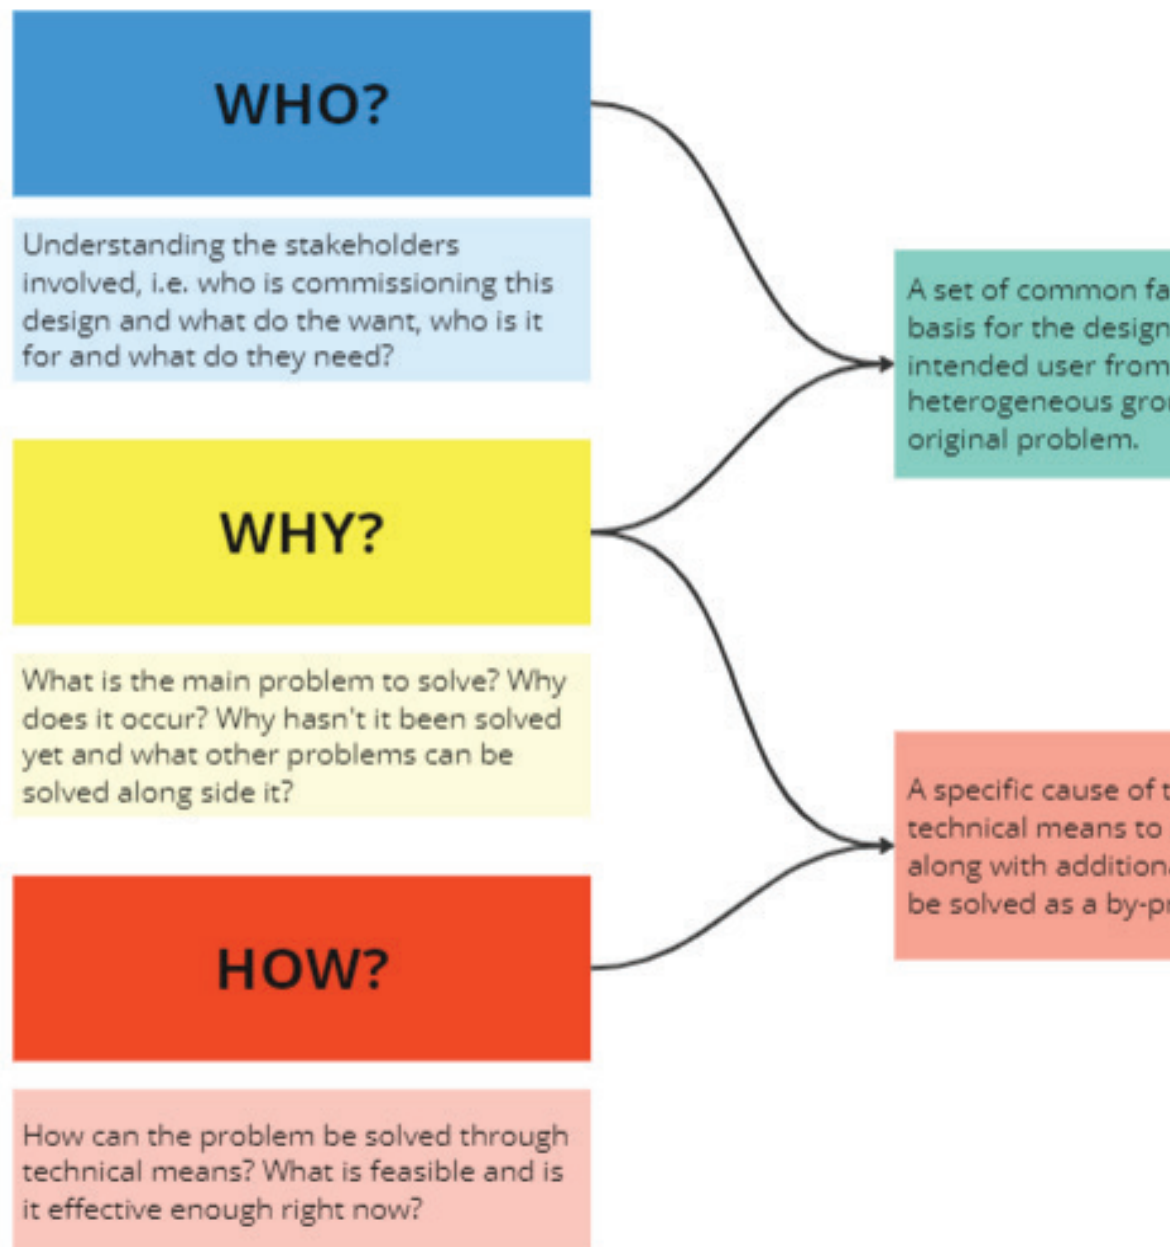 WHO?
Understanding the stakeholders
involved, i.e. who is commissioning this
design and what do the want, who is it
for and what do they need?
WHY?
What is the main problem to solve? Why
does it occur? Why hasn't it been solved
yet and what other problems can be
solved along side it?
HOW?
How can the problem be solved through
technical means? What is feasible and is
it effective enough right now?
A set of common
basis for the design
intended user from
heterogeneous
original problem.
A specific cause of
technical means to
along with
be solved as a